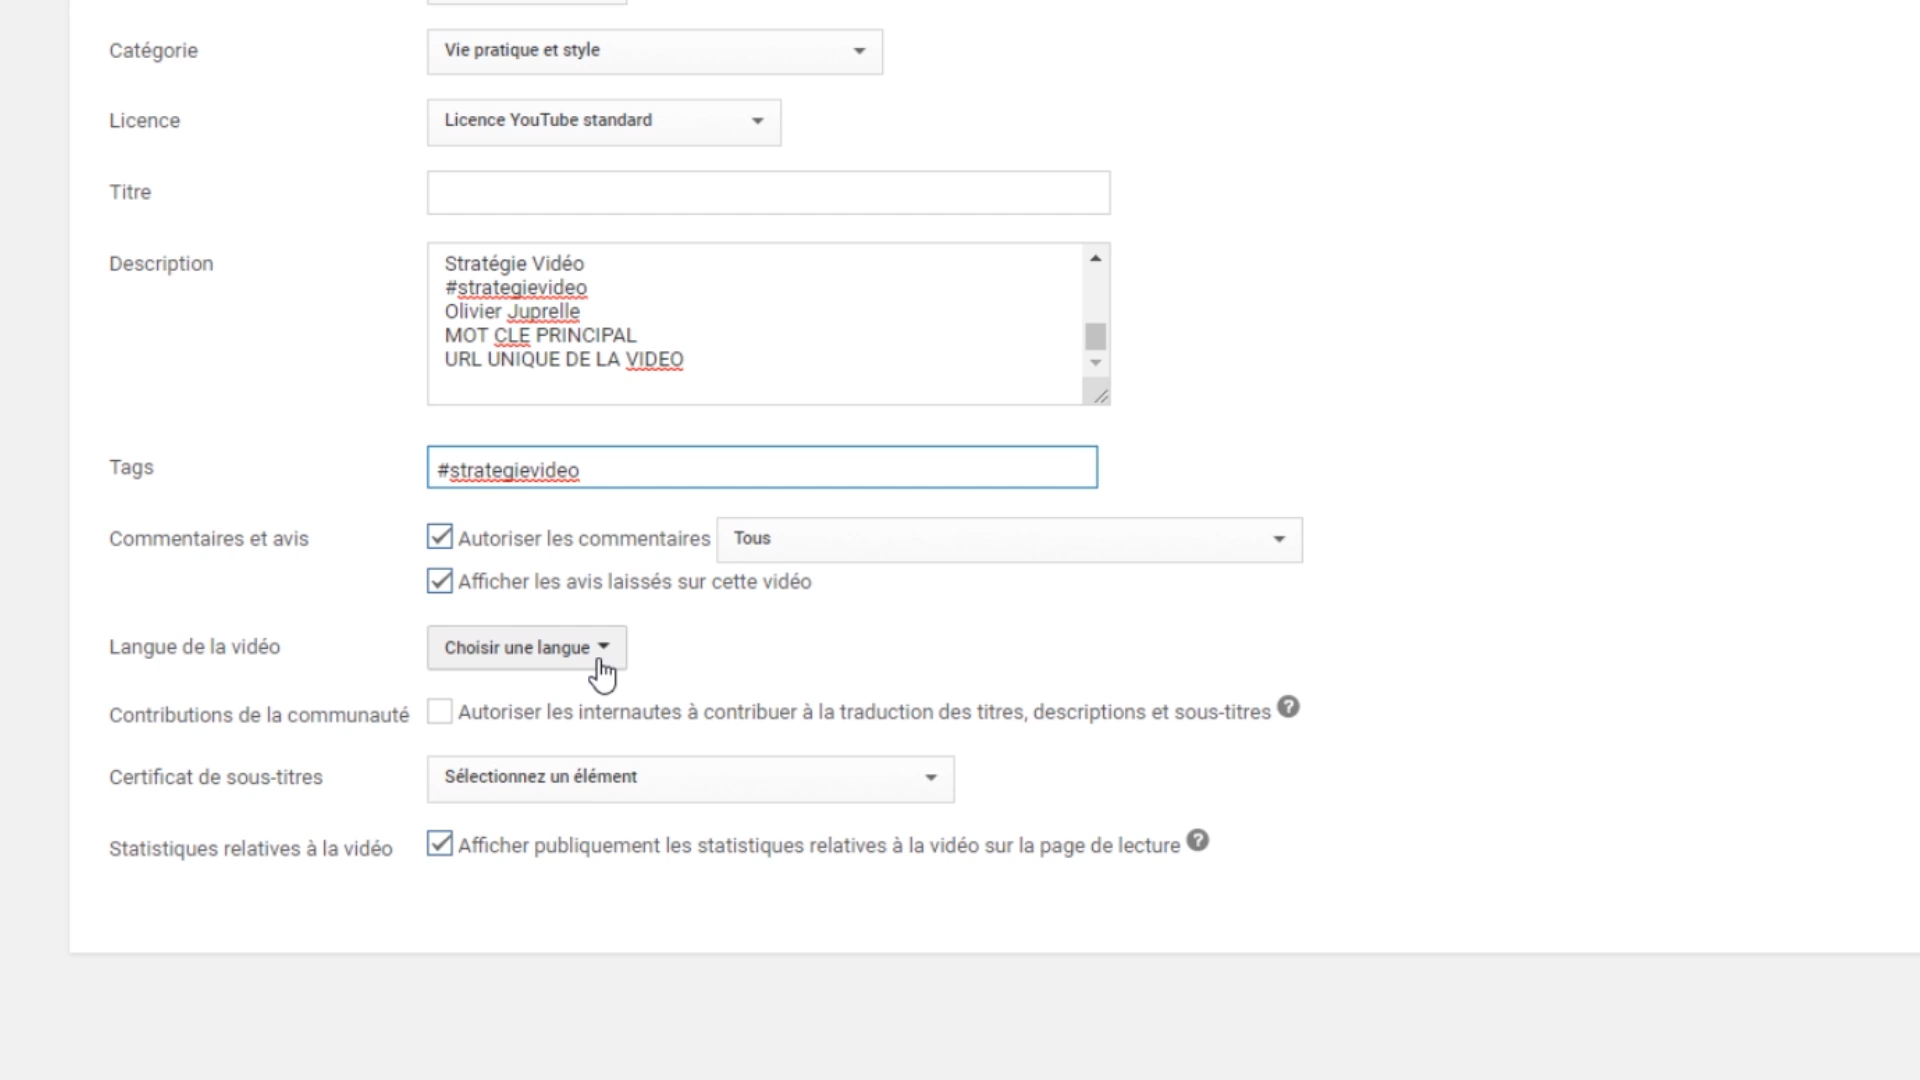 Catégorie
Vie pratique et style
Licence
Licence YouTube standard
Titre
Description
Stratégie Vidéo
#strategievideo
Olivier Juprelle
MOT CLE PRINCIPAL
URL UNIQUE DE LA VIDEO
Tags
#strategievideo
Commentaires et avis
Autoriser les commentaires
Tous
Afficher les avis laissés sur cette vidéo
Langue de la vidéo
Choisir une langue
Contributions de la communauté
Autoriser les internautes à contribuer à la traduction des titres, descriptions et sous-titres
?
Certificat de sous-titres
Sélectionnez un élément
Statistiques relatives à la vidéo
Afficher publiquement les statistiques relatives à la vidéo sur la page de lecture
?